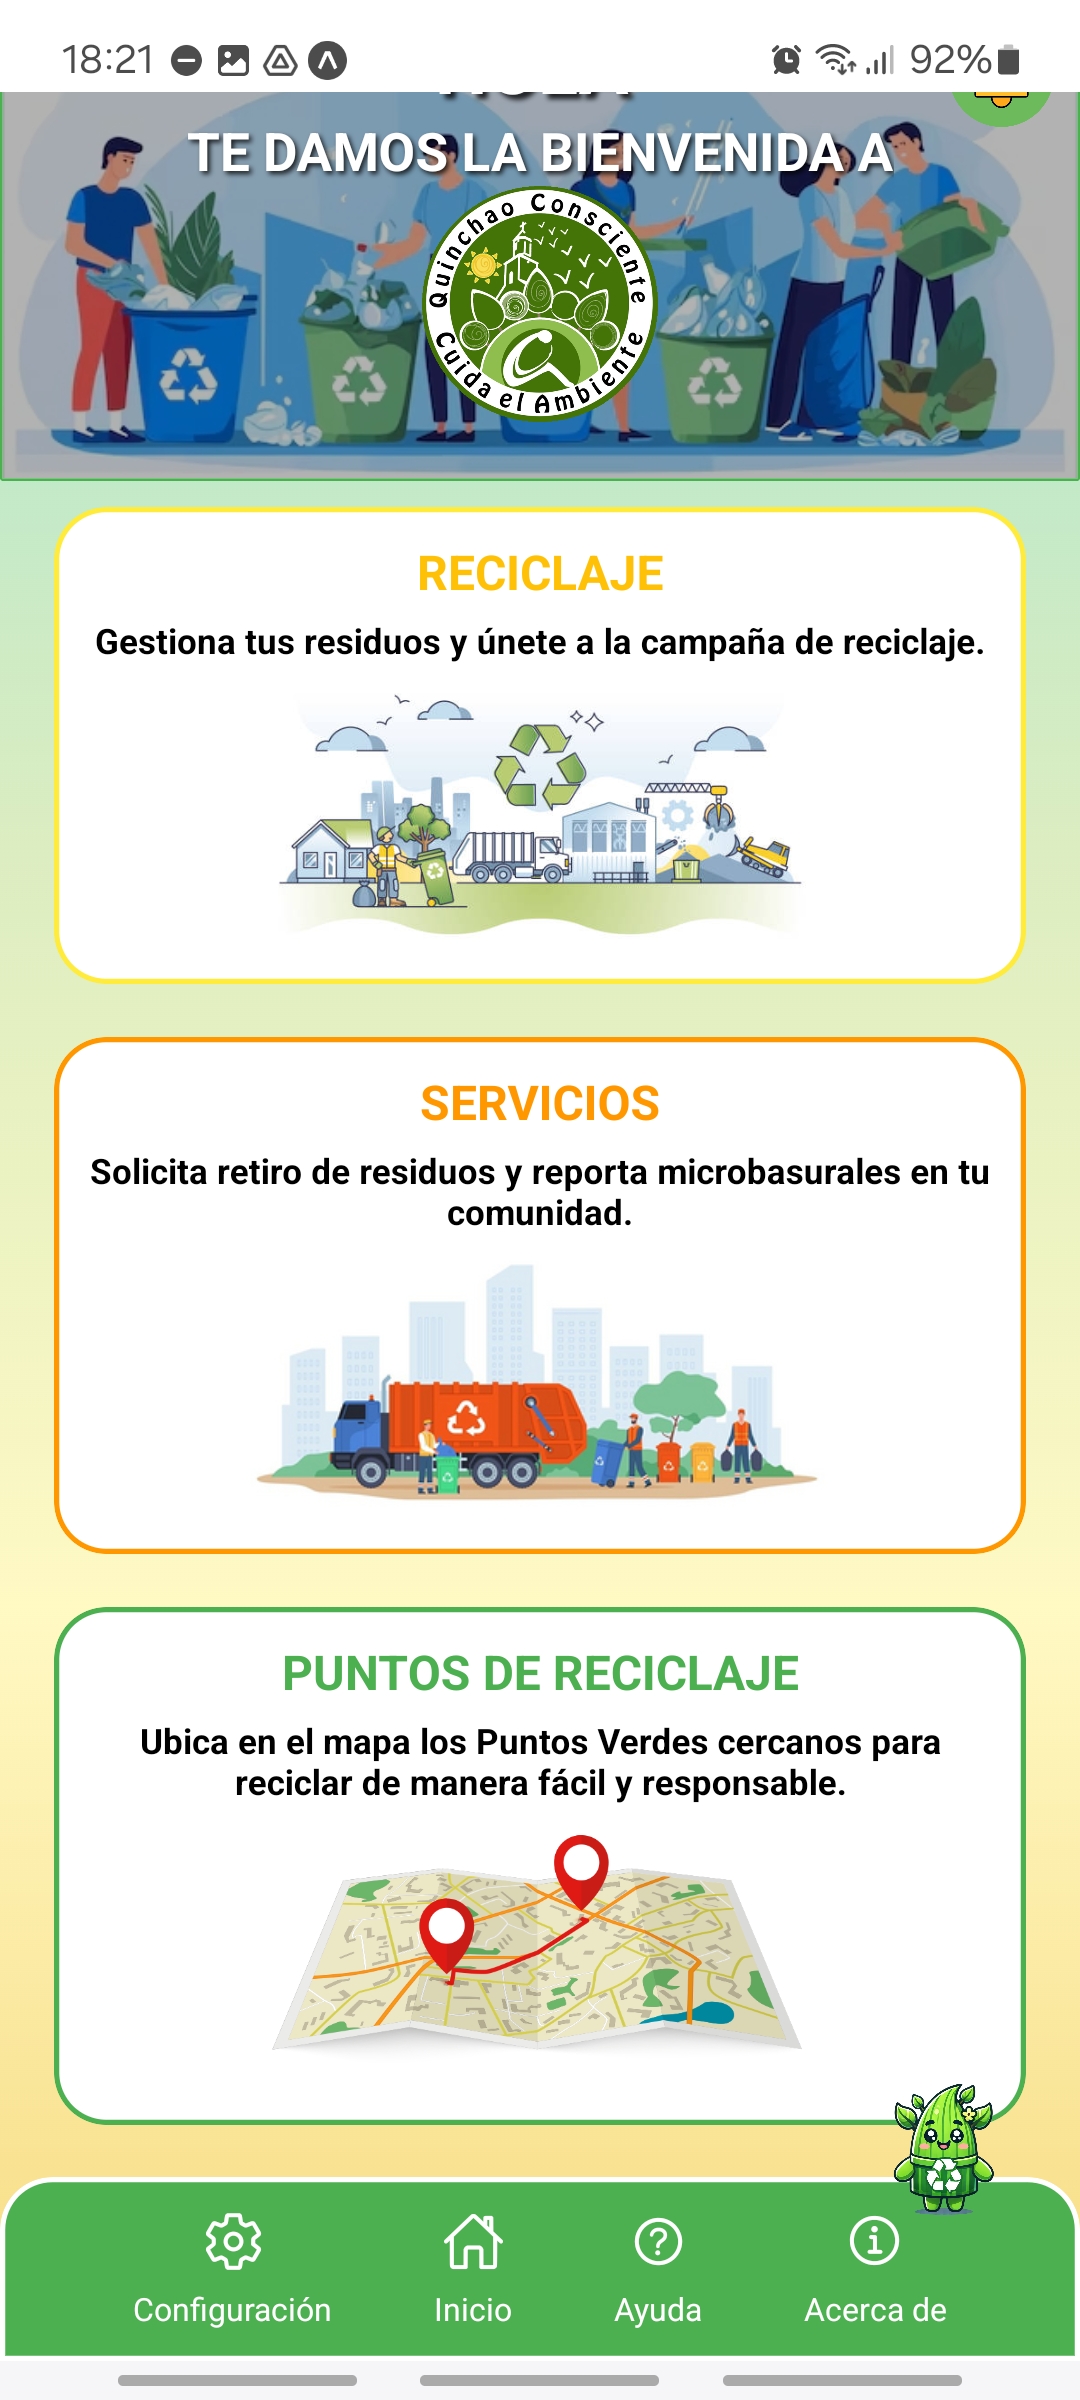 18:21
92%
TE DAMOS LA BIENVENIDA A
Quinchao Consciente
Cuida el Ambiente
RECICLAJE
Gestiona tus residuos y únete a la campaña de reciclaje.
SERVICIOS
Solicita retiro de residuos y reporta microbasurales en tu
comunidad.
PUNTOS DE RECICLAJE
Ubica en el mapa los Puntos Verdes cercanos para
reciclar de manera fácil y responsable.
Configuración
Inicio
Ayuda
Acerca de